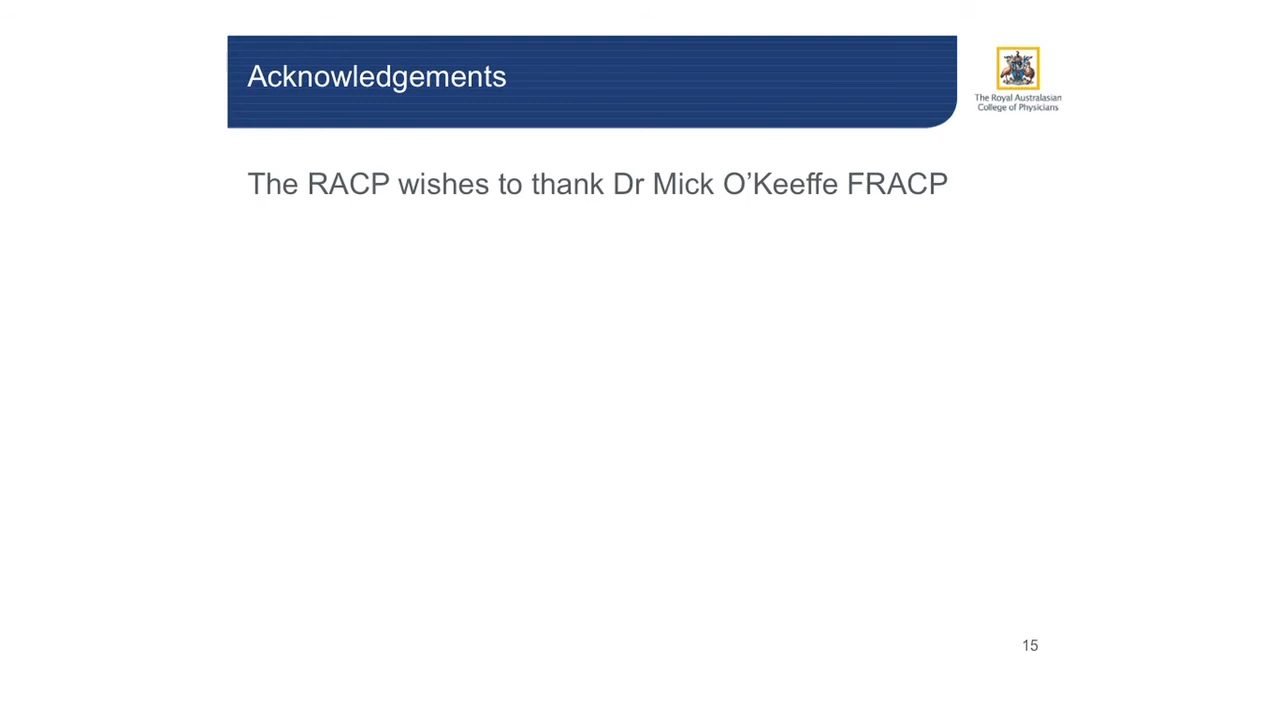 Acknowledgements
The Royal Australasian
College of Physicians
The RACP wishes to thank Dr Mick O’Keeffe FRACP
15